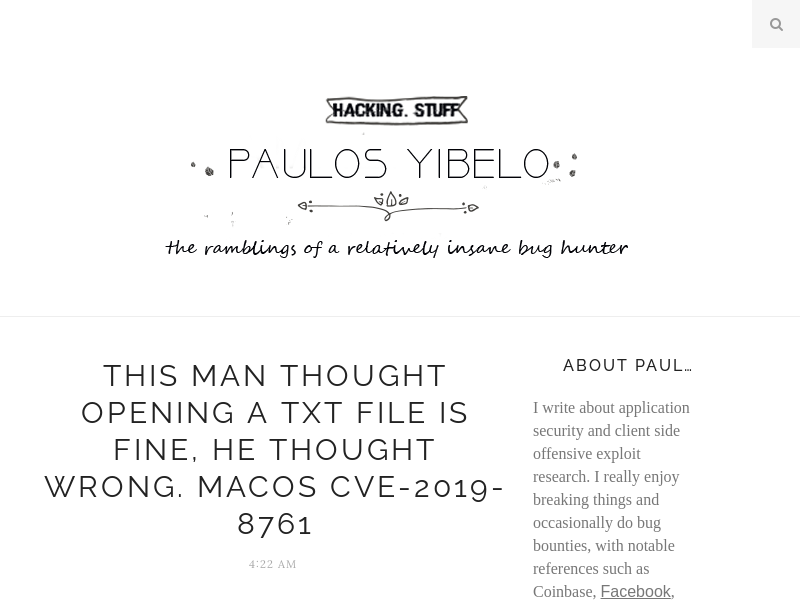 HACKING. STUFF
PAULOS YIBELO
the ramblings of a relatively insane bug hunter
THIS MAN THOUGHT
OPENING A TXT FILE IS
FINE, HE THOUGHT
WRONG. MACOS CVE-2019-
8761
4:22 AM
ABOUT PAUL…
I write about application
security and client side
offensive exploit
research. I really enjoy
breaking things and
occasionally do bug
bounties, with notable
references such as
Coinbase, Facebook,